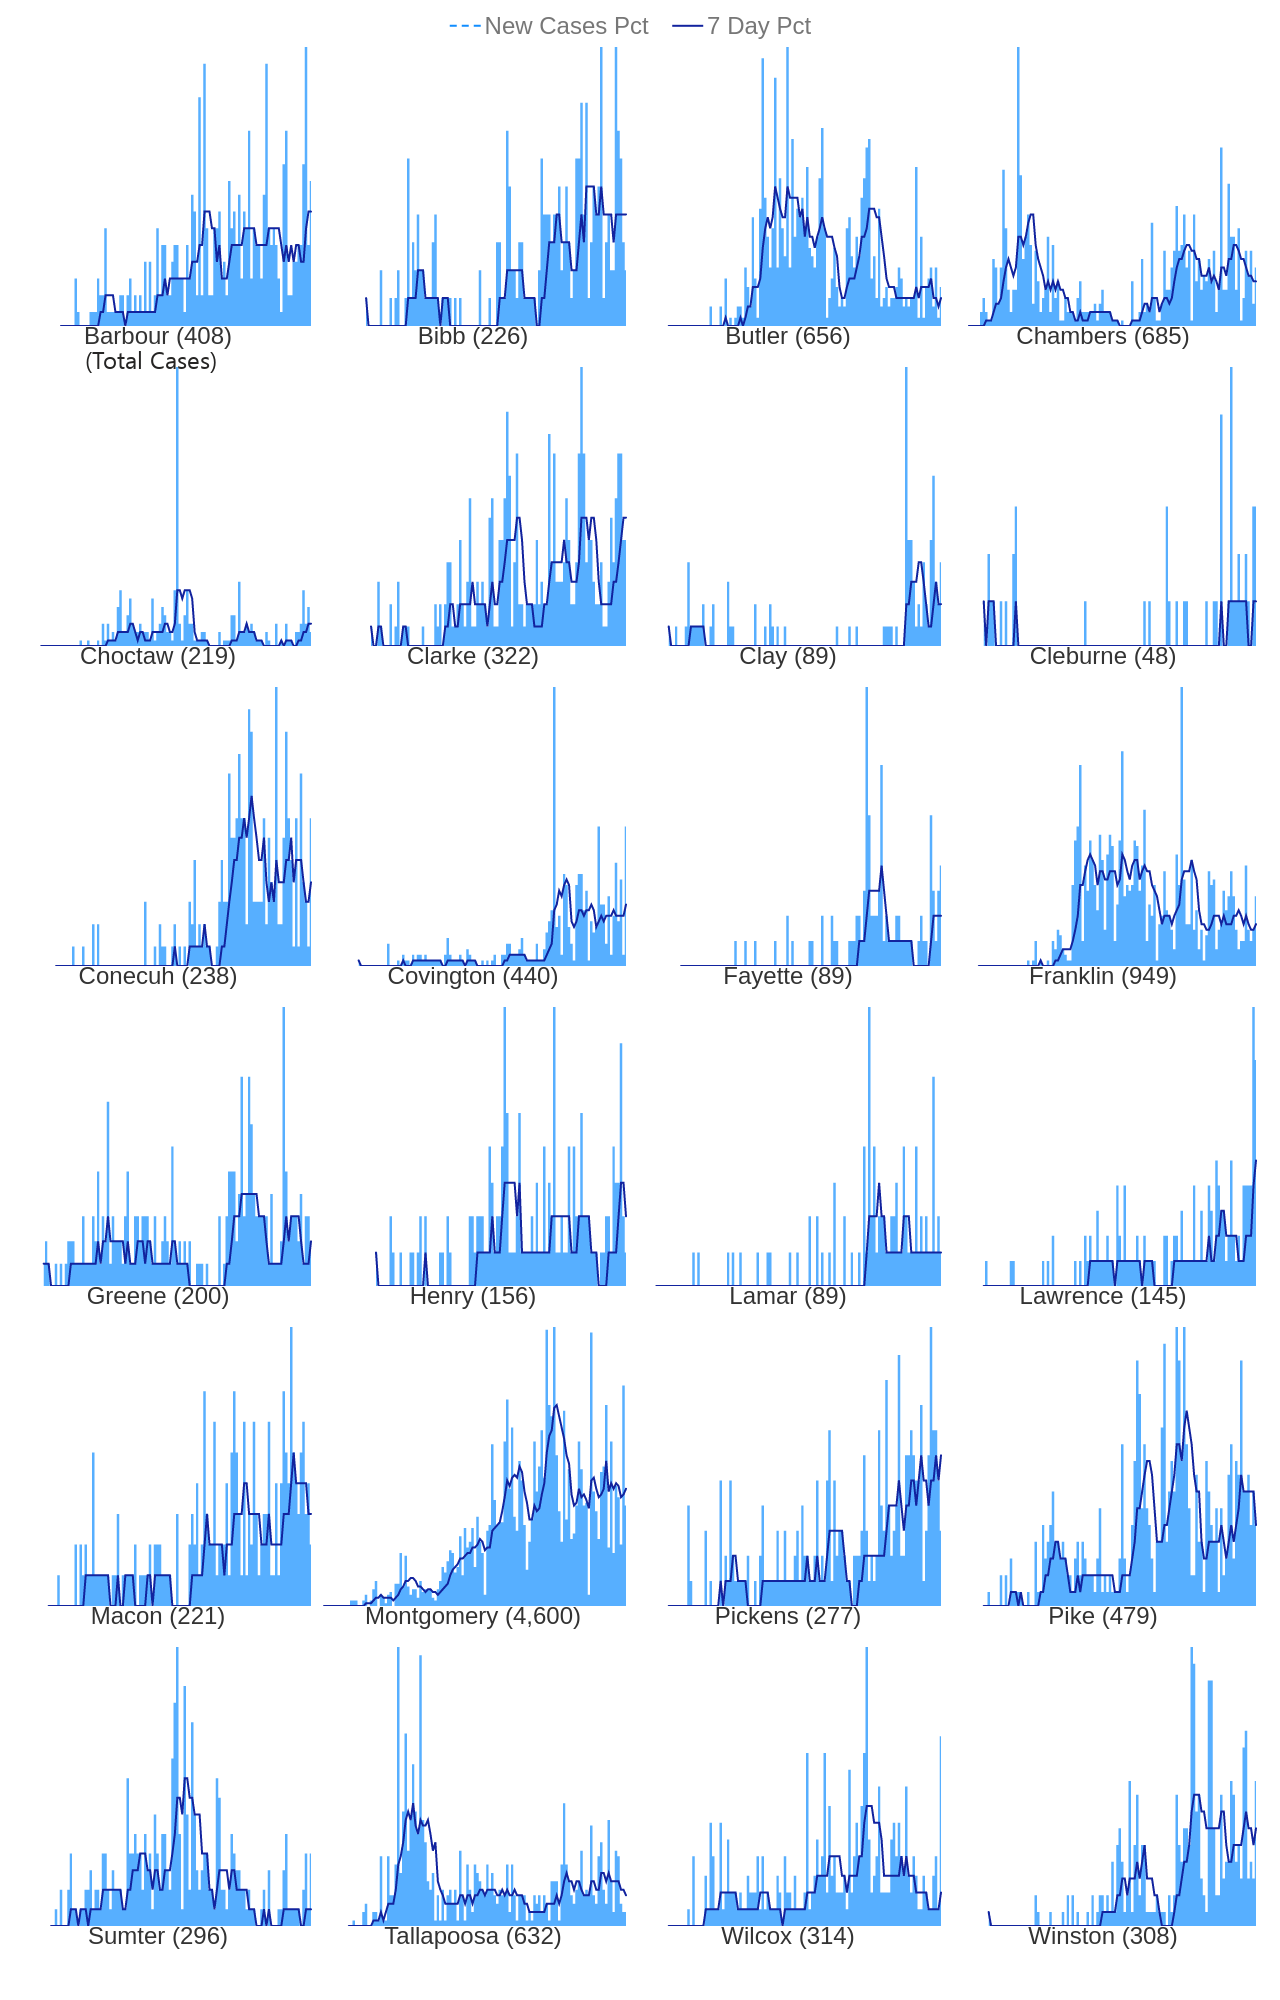 New Cases Pct 7 Day Pct
Barbour (408) Bibb (226) Butler (656) Chambers (685)
(Total Cases)
Choctaw (219) Clarke (322) Clay (89) Cleburne (48)
Conecuh (238) Covington (440) Fayette (89) Franklin (949)
Greene (200) Henry (156) Lamar (89) Lawrence (145)
Macon (221) Montgomery (4,600) Pickens (277) Pike (479)
Sumter (296) Tallapoosa (632) Wilcox (314) Winston (308)